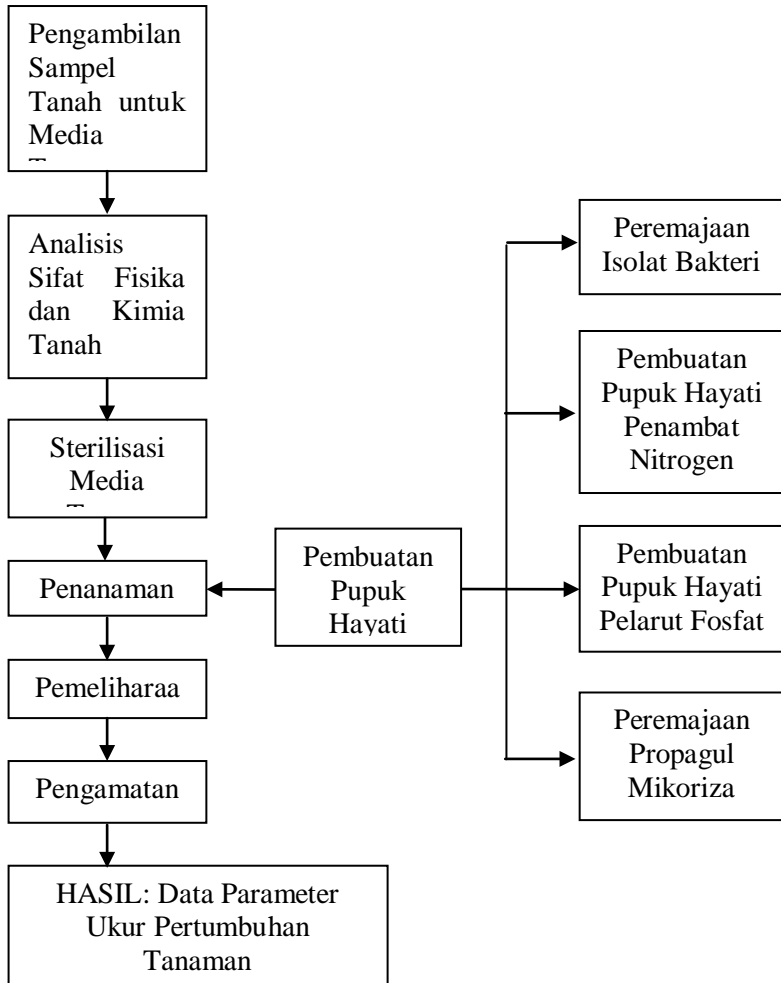 Pengambilan
Sampel
Tanah untuk
Media
Analisis
Sifat Fisika
dan Kimia
Tanah
Sterilisasi
Media
Penanaman
Pemeliharaa
Pengamatan
HASIL: Data Parameter
Ukur Pertumbuhan
Tanaman
Pembuatan
Pupuk
Hayati
Peremajaan
Isolat Bakteri
Pembuatan
Pupuk Hayati
Penambat
Nitrogen
Pembuatan
Pupuk Hayati
Pelarut Fosfat
Peremajaan
Propagul
Mikoriza